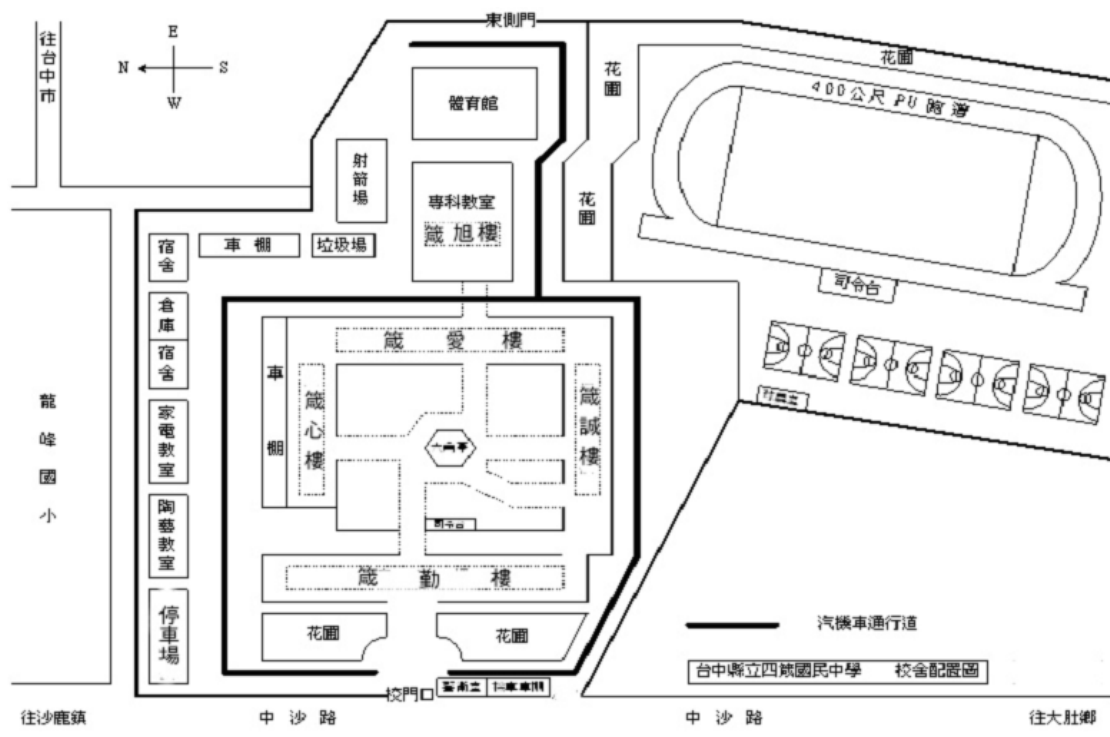 東側門
往台中市
E
N
S
W
體育館
花圃
花圃
400公尺 PU 跑道
射箭場
專科教室
箴旭樓
花圃
宿舍
車棚
垃圾場
司令台
倉庫
箴愛樓
宿舍
車棚
箴心樓
箴誠樓
龍峰國小
家電教室
六角亭
陶藝教室
司令台
箴勤樓
停車場
花圃
花圃
汽機車通行道
台中縣立四箴國民中學 校舍配置圖
校門口
往沙鹿鎮
中沙路
中沙路
往大肚鄉